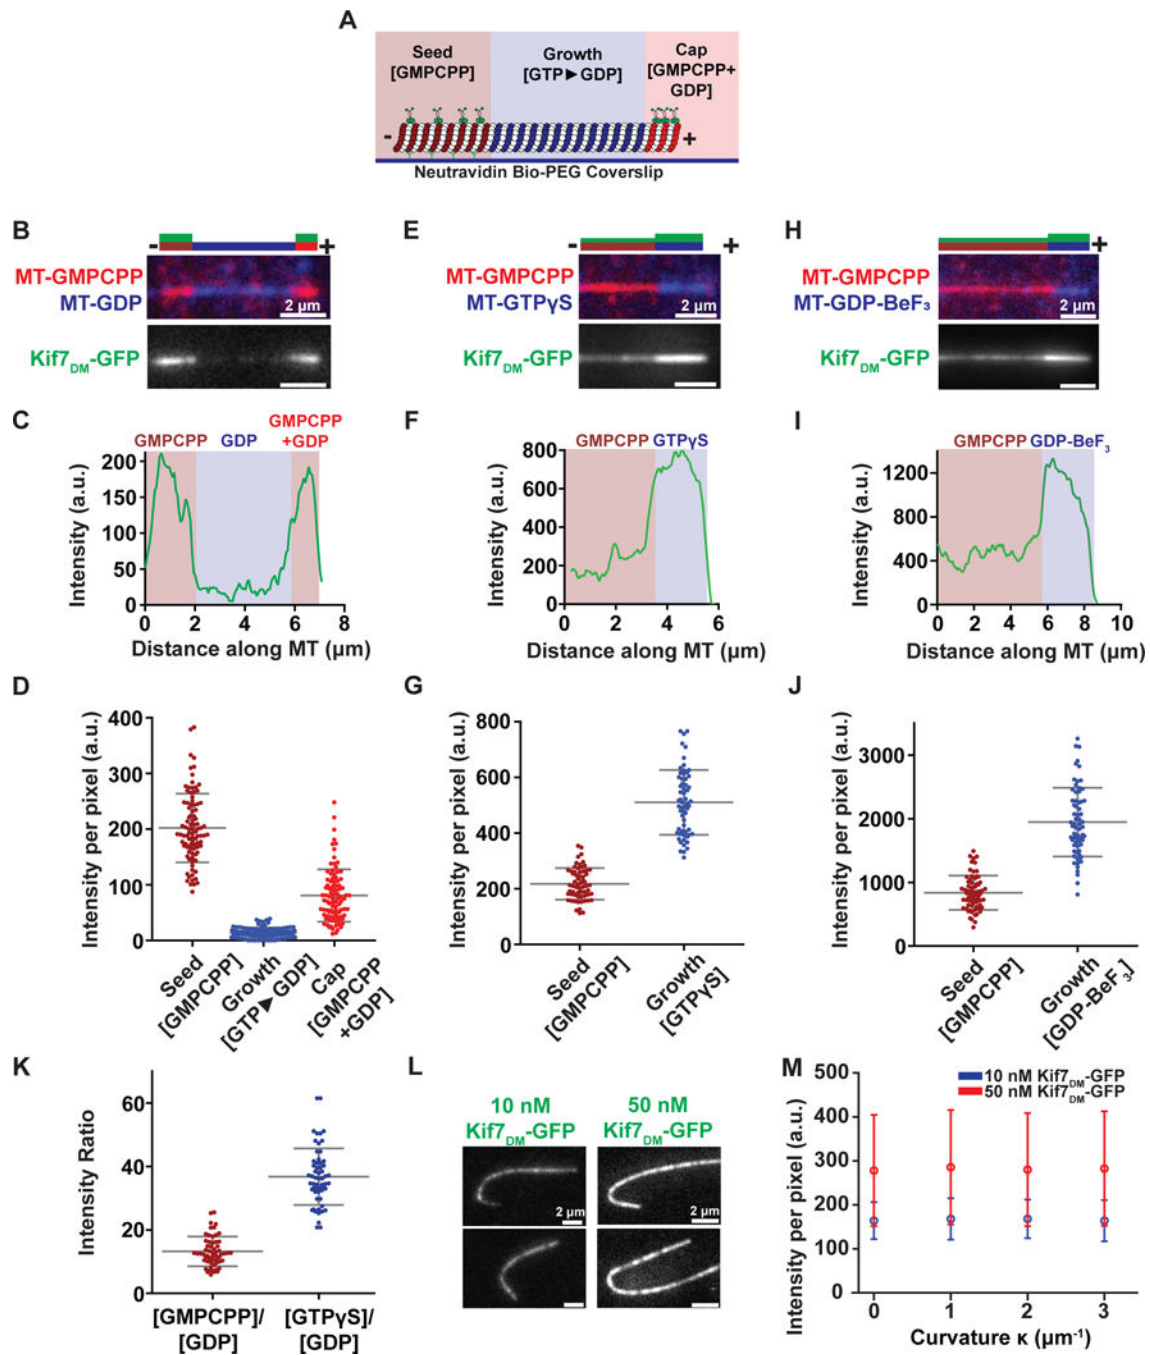 A
Seed
[GMPCPP]
Growth
[GTP►GDP]
Cap
[GMPCPP+
GDP]
- +
Neutravidin Bio-PEG Coverslip
B
- +
MT-GMPCPP
MT-GDP
2 μm
Kif7DM-GFP
E
- +
MT-GMPCPP
MT-GTPγS
2 μm
Kif7DM-GFP
H
+
MT-GMPCPP
MT-GDP-BeF3
2 μm
Kif7DM-GFP
C
GMPCPP GDP GMPCPP
+GDP
Intensity (a.u.)
200
150
100
50
0
0 2 4 6 8
Distance along MT (μm)
F
GMPCPP GTPγS
Intensity (a.u.)
800
600
400
200
0
0 2 4 6 8
Distance along MT (μm)
I
GMPCPP GDP-BeF3
Intensity (a.u.)
1200
800
400
0
0 2 4 6 8 10
Distance along MT (μm)
D
Intensity per pixel (a.u.)
400
300
200
100
0
Seed
[GMPCPP]
Growth
[GTP►GDP]
Cap
[GMPCPP
+GDP]
G
Intensity per pixel (a.u.)
800
600
400
200
0
Seed
[GMPCPP]
Growth
[GTPγS]
J
Intensity per pixel (a.u.)
3000
2000
1000
0
Seed
[GMPCPP]
Growth
[GDP-BeF3]
K
Intensity Ratio
60
40
20
0
[GMPCPP]/
[GDP]
[GTPγS]/
[GDP]
L
10 nM
Kif7DM-GFP
50 nM
Kif7DM-GFP
2 μm
2 μm
M
10 nM Kif7DM-GFP
50 nM Kif7DM-GFP
Intensity per pixel (a.u.)
500
400
300
200
100
0
0 1 2 3
Curvature κ (μm-1)